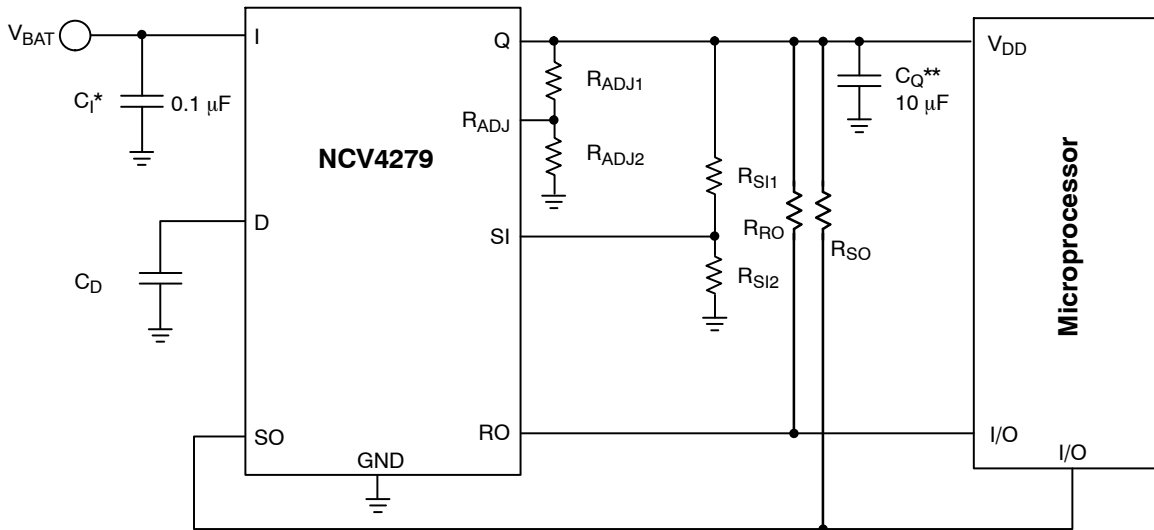 V_BAT
I
Q
V_DD
R_ADJ1
C_I*
0.1 μF
C_Q**
10 μF
R_ADJ
NCV4279
R_ADJ2
R_SI1
D
R_RO
SI
R_SO
C_D
R_SI2
Microprocessor
SO
RO
I/O
GND
I/O